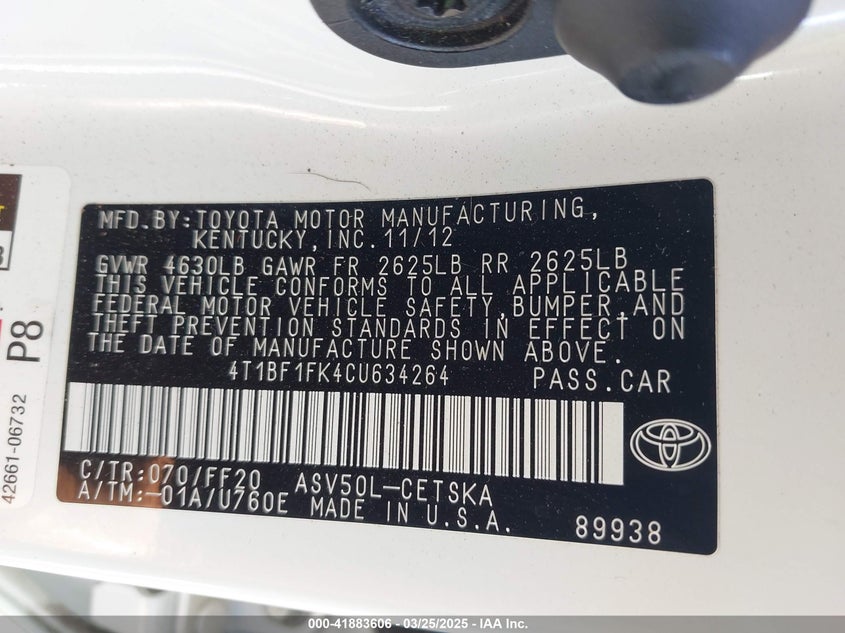 MFD.BY:TOYOTA MOTOR MANUFACTURING,
KENTUCKY,INC.11/12
GVWR 4630LB GAWR FR 2625LB RR 2625LB
THIS VEHICLE CONFORMS TO ALL APPLICABLE
FEDERAL MOTOR VEHICLE SAFETY,BUMPER,AND
THEFT PREVENTION STANDARDS IN EFFECT ON
THE DATE OF MANUFACTURE SHOWN ABOVE.
4T1BF1FK4CU634264 PASS.CAR
C/TR:070/FF20 ASV50L-CETSKA
A/TM:-01A/U760E MADE IN U.S.A. 89938
P8
42661-06732
000-41883606 - 03/25/2025 - IAA Inc.